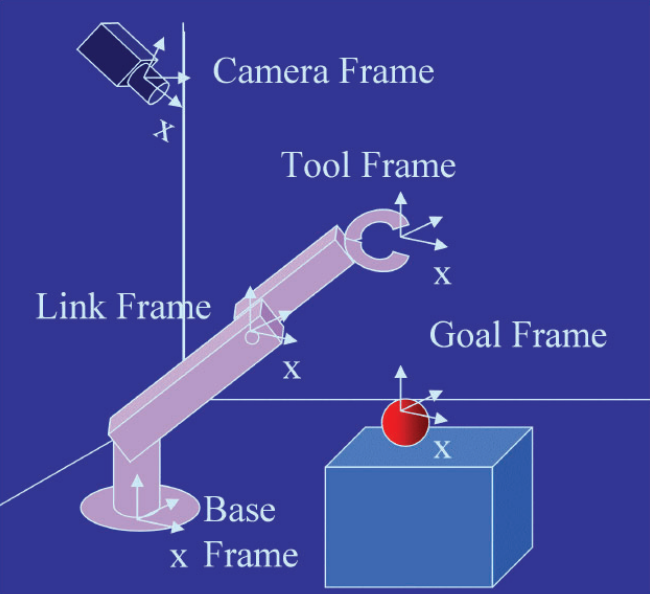 Camera Frame
x
Tool Frame
x
Link Frame
x
Goal Frame
x
Base
x Frame